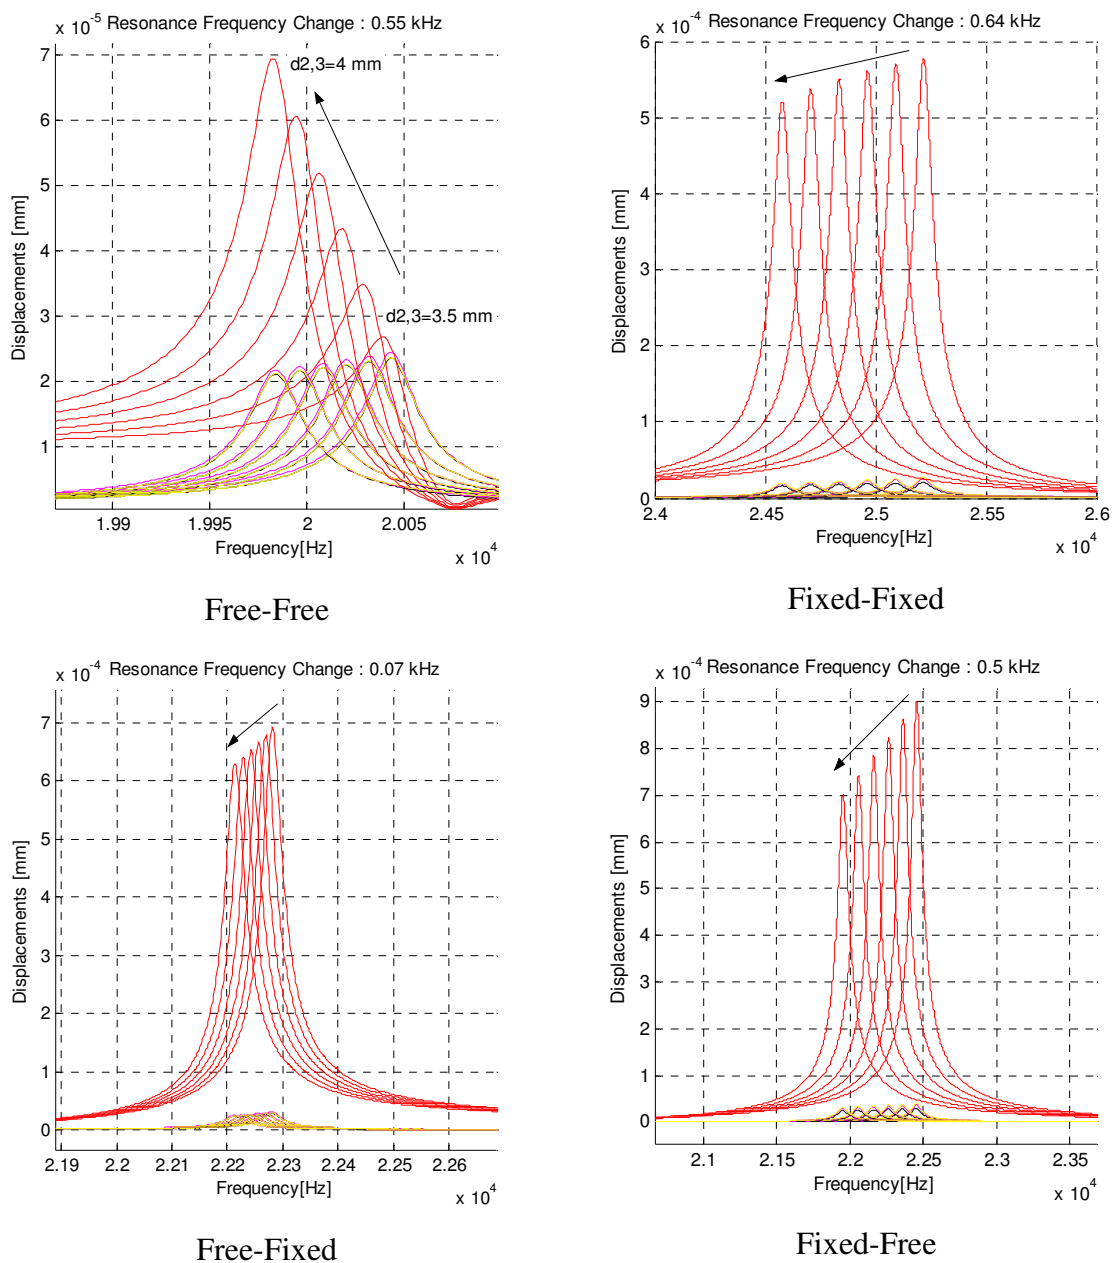 x 10-5 Resonance Frequency Change : 0.55 kHz
7
6
5
4
3
2
1
Displacements [mm]
d2,3=4 mm
d2,3=3.5 mm
1.99 1.995 2 2.005
Frequency[Hz]
x 10 4
Free-Free
x 10-4 Resonance Frequency Change : 0.64 kHz
6
5
4
3
2
1
0
Displacements [mm]
2.4 2.45 2.5 2.55 2.6
Frequency[Hz]
x 10 4
Fixed-Fixed
x 10-4 Resonance Frequency Change : 0.07 kHz
7
6
5
4
3
2
1
0
Displacements [mm]
2.19 2.2 2.21 2.22 2.23 2.24 2.25 2.26
Frequency[Hz]
x 10 4
Free-Fixed
x 10-4 Resonance Frequency Change : 0.5 kHz
9
8
7
6
5
4
3
2
1
0
Displacements [mm]
2.1 2.15 2.2 2.25 2.3 2.35
Frequency[Hz]
x 10 4
Fixed-Free